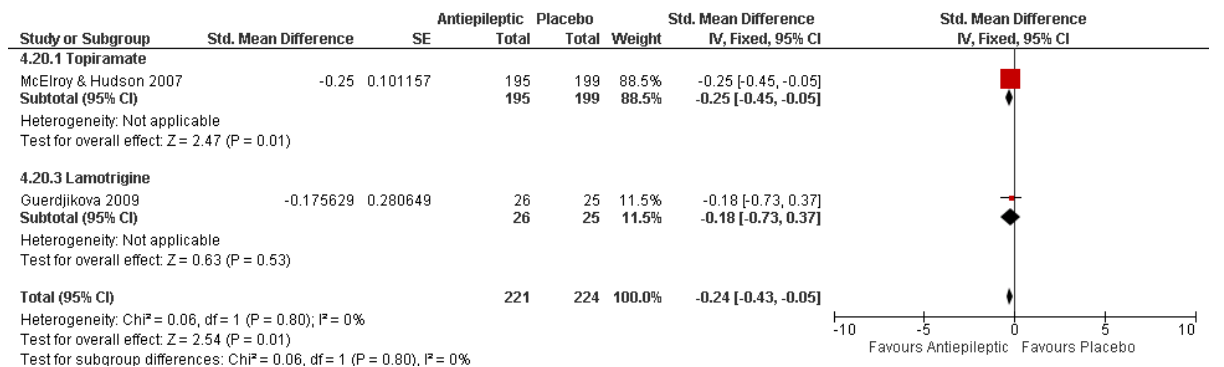 Antiepileptic Placebo Std. Mean Difference Std. Mean Difference
Study or Subgroup Std. Mean Difference SE Total Total Weight IV, Fixed, 95% CI IV, Fixed, 95% CI
4.20.1 Topiramate
McElroy & Hudson 2007 -0.25 0.101157 195 199 88.5% -0.25 [-0.45, -0.05]
Subtotal (95% CI) 195 199 88.5% -0.25 [-0.45, -0.05]
Heterogeneity: Not applicable
Test for overall effect: Z = 2.47 (P = 0.01)
4.20.3 Lamotrigine
Guerdjikova 2009 -0.175629 0.280649 26 25 11.5% -0.18 [-0.73, 0.37]
Subtotal (95% CI) 26 25 11.5% -0.18 [-0.73, 0.37]
Heterogeneity: Not applicable
Test for overall effect: Z = 0.63 (P = 0.53)
Total (95% CI) 221 224 100.0% -0.24 [-0.43, -0.05]
Heterogeneity: Chi² = 0.06, df = 1 (P = 0.80); I² = 0%
Test for overall effect: Z = 2.54 (P = 0.01)
Test for subgroup differences: Chi² = 0.06, df = 1 (P = 0.80), I² = 0%
-10 -5 0 5 10
Favours Antiepileptic Favours Placebo